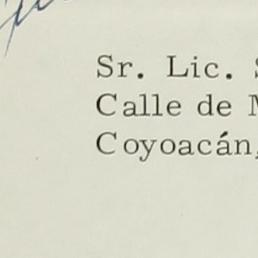 Sr. Lic.
Calle de
Coyoacán,